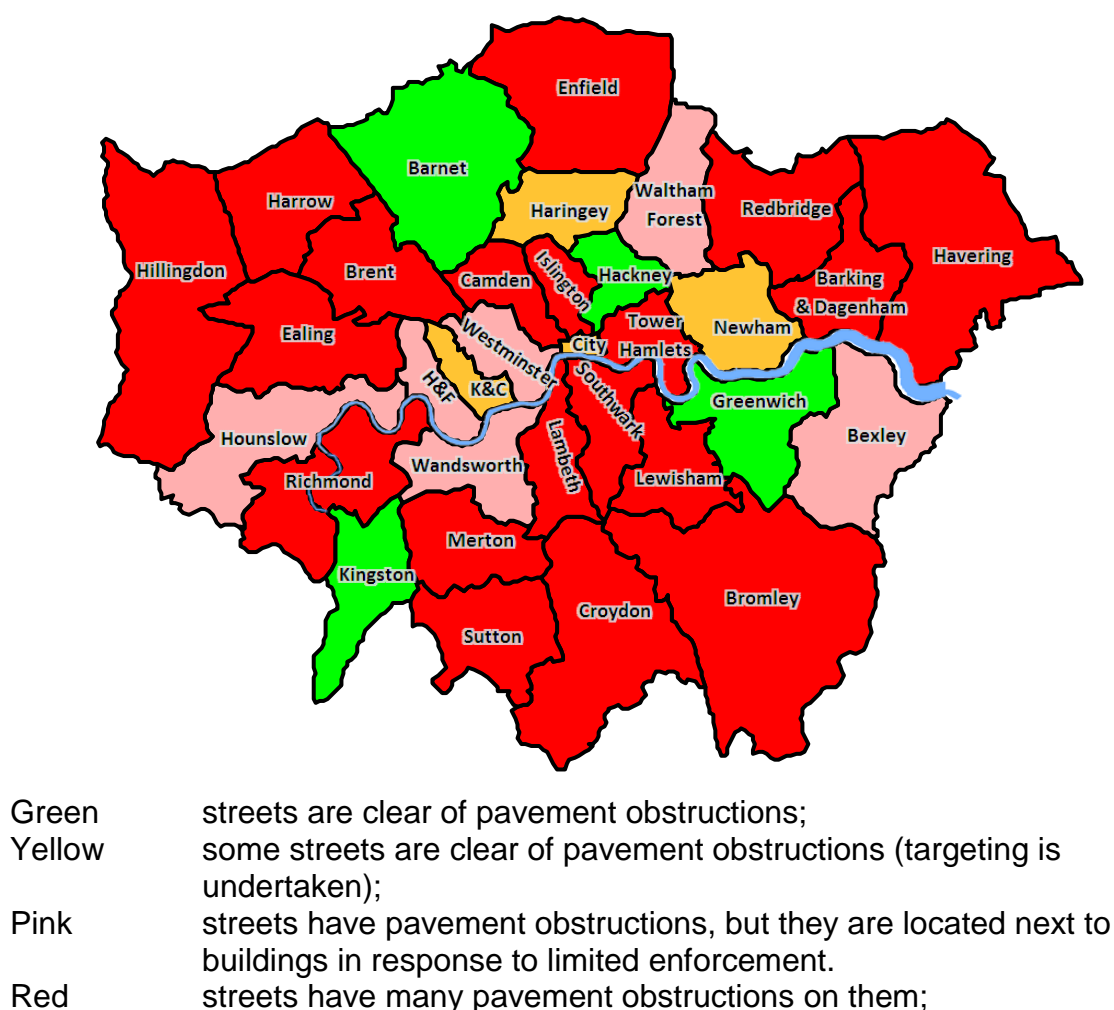 Enfield
Barnet
Waltham
Forest
Harrow
Haringey
Redbridge
Havering
Hillingdon
Brent
Camden
Islington
Hackney
Barking
& Dagenham
Ealing
Westminster
City
Tower
Hamlets
Newham
H&F
K&C
Southwark
Greenwich
Hounslow
Wandsworth
Lambeth
Bexley
Richmond
Lewisham
Merton
Kingston
Bromley
Croydon
Sutton
Green streets are clear of pavement obstructions;
Yellow some streets are clear of pavement obstructions (targeting is
undertaken);
Pink streets have pavement obstructions, but they are located next to
buildings in response to limited enforcement.
Red streets have many pavement obstructions on them;